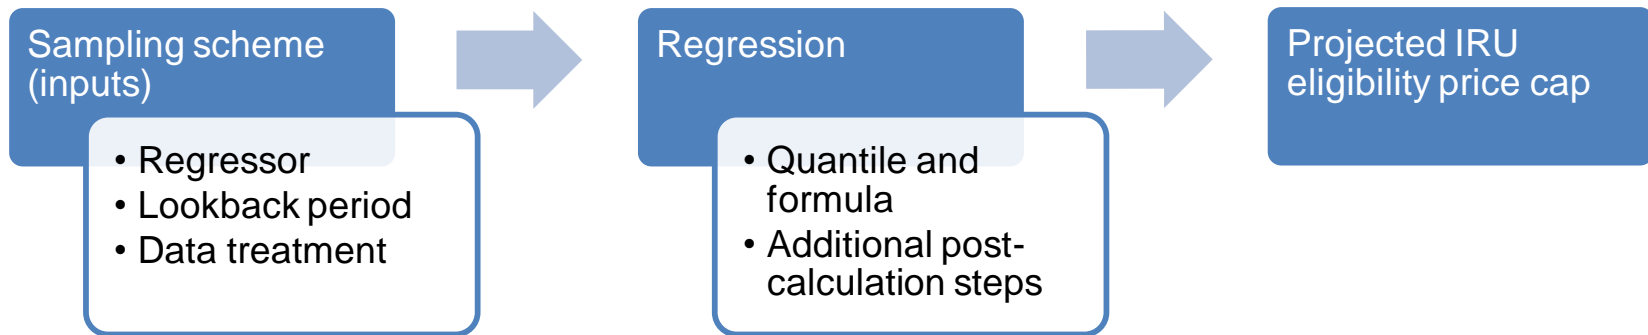 Sampling scheme
(inputs)
• Regressor
• Lookback period
• Data treatment
Regression
• Quantile and
formula
• Additional post-
calculation steps
Projected IRU
eligibility price cap